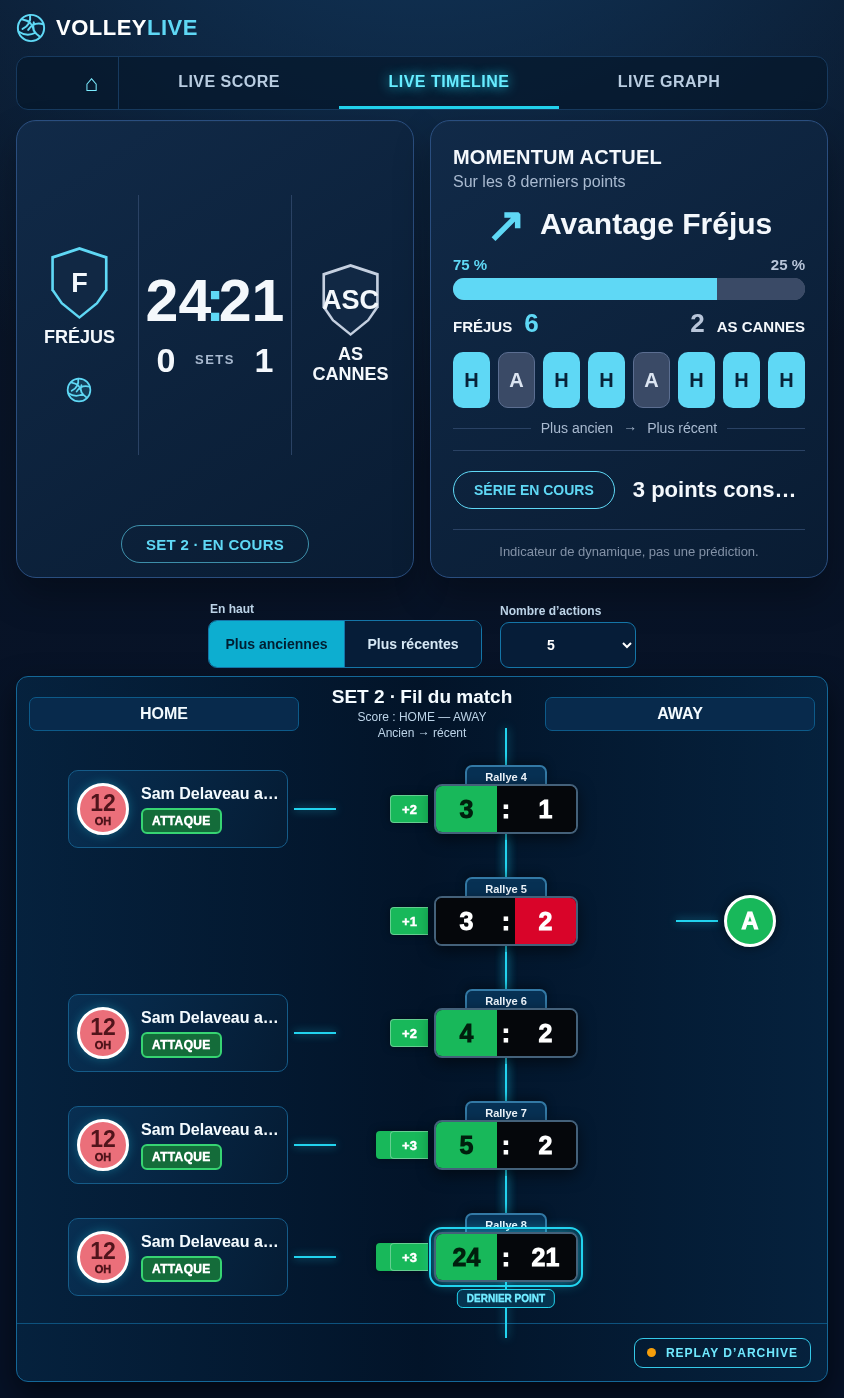 VOLLEYLIVE
LIVE SCORE
LIVE TIMELINE
LIVE GRAPH
F
FRÉJUS
24:21
0 SETS 1
ASC
AS
CANNES
SET 2 · EN COURS
MOMENTUM ACTUEL
Sur les 8 derniers points
↗ Avantage Fréjus
75 % 25 %
FRÉJUS 6 2 AS CANNES
H A H H A H H H
Plus ancien → Plus récent
SÉRIE EN COURS 3 points cons…
Indicateur de dynamique, pas une prédiction.
En haut
Plus anciennes Plus récentes
Nombre d’actions
5
HOME
SET 2 · Fil du match
Score : HOME — AWAY
Ancien → récent
AWAY
Rallye 4
12 OH
Sam Delaveau a…
ATTAQUE
+2
3 : 1
Rallye 5
+1
3 : 2
A
Rallye 6
12 OH
Sam Delaveau a…
ATTAQUE
+2
4 : 2
Rallye 7
12 OH
Sam Delaveau a…
ATTAQUE
+3
5 : 2
Rallye 8
12 OH
Sam Delaveau a…
ATTAQUE
+3
24 : 21
DERNIER POINT
REPLAY D’ARCHIVE